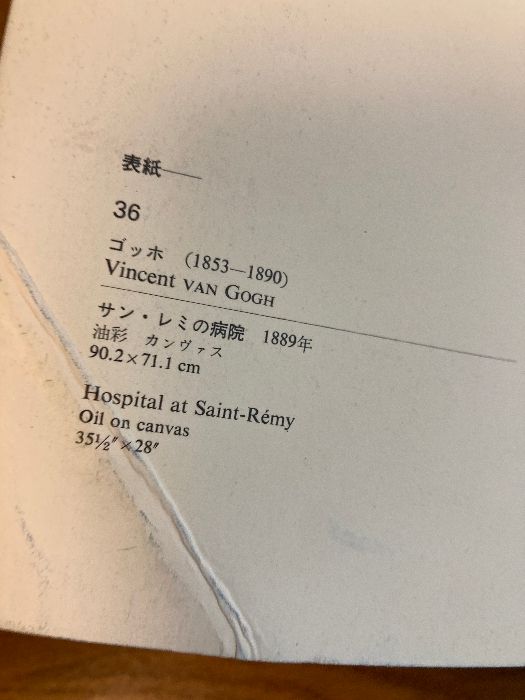 表紙――
36
ゴッホ (1853—1890)
Vincent VAN GOGH
サン・レミの病院 1889年
油彩 カンヴァス
90.2×71.1 cm
Hospital at Saint-Rémy
Oil on canvas
35½″×28″